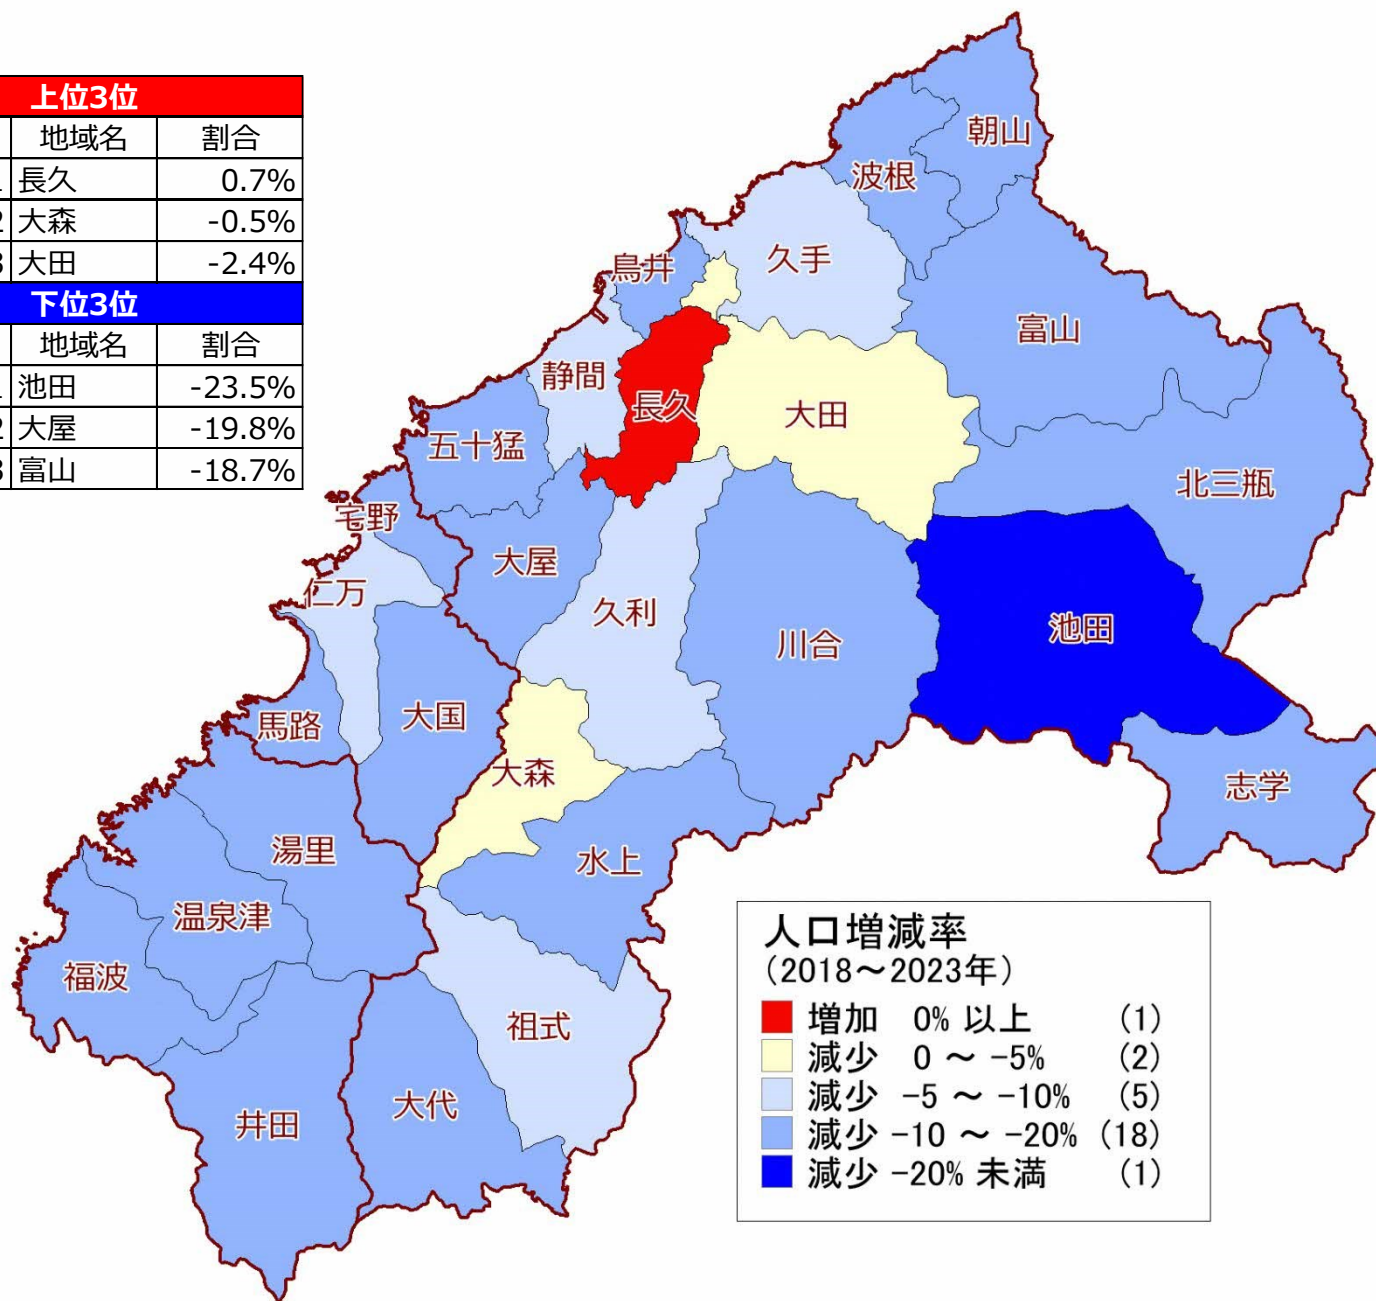 上位3位
地域名 割合
長久 0.7%
2 大森 -0.5%
3 大田 -2.4%
下位3位
地域名 割合
池田 -23.5%
2 大屋 -19.8%
3 富山 -18.7%
朝山
波根
久手
鳥井
富山
静間
長久
大田
五十猛
北三瓶
宅野
大屋
仁万
久利
川合
池田
馬路
大国
大森
志学
湯里
水上
温泉津
福波
祖式
大代
井田
人口増減率
(2018～2023年)
増加 0% 以上 (1)
減少 0 ～ -5% (2)
減少 -5 ～ -10% (5)
減少 -10 ～ -20% (18)
減少 -20% 未満 (1)